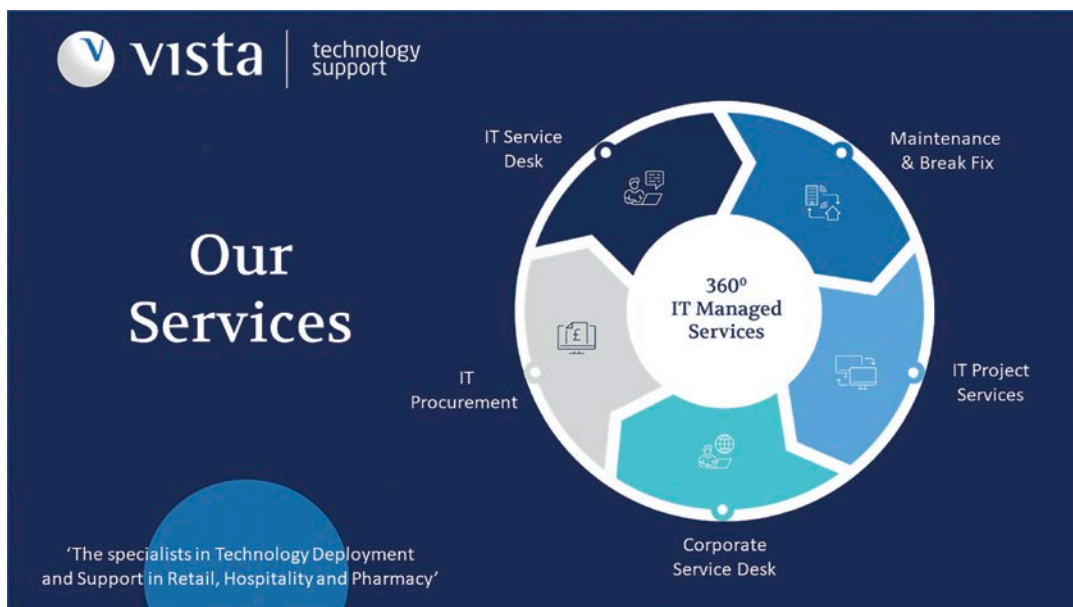 vista
technology
support
Our
Services
IT Service
Desk
Maintenance
& Break Fix
360⁰
IT Managed
Services
£
IT
Procurement
IT Project
Services
Corporate
Service Desk
‘The specialists in Technology Deployment
and Support in Retail, Hospitality and Pharmacy’